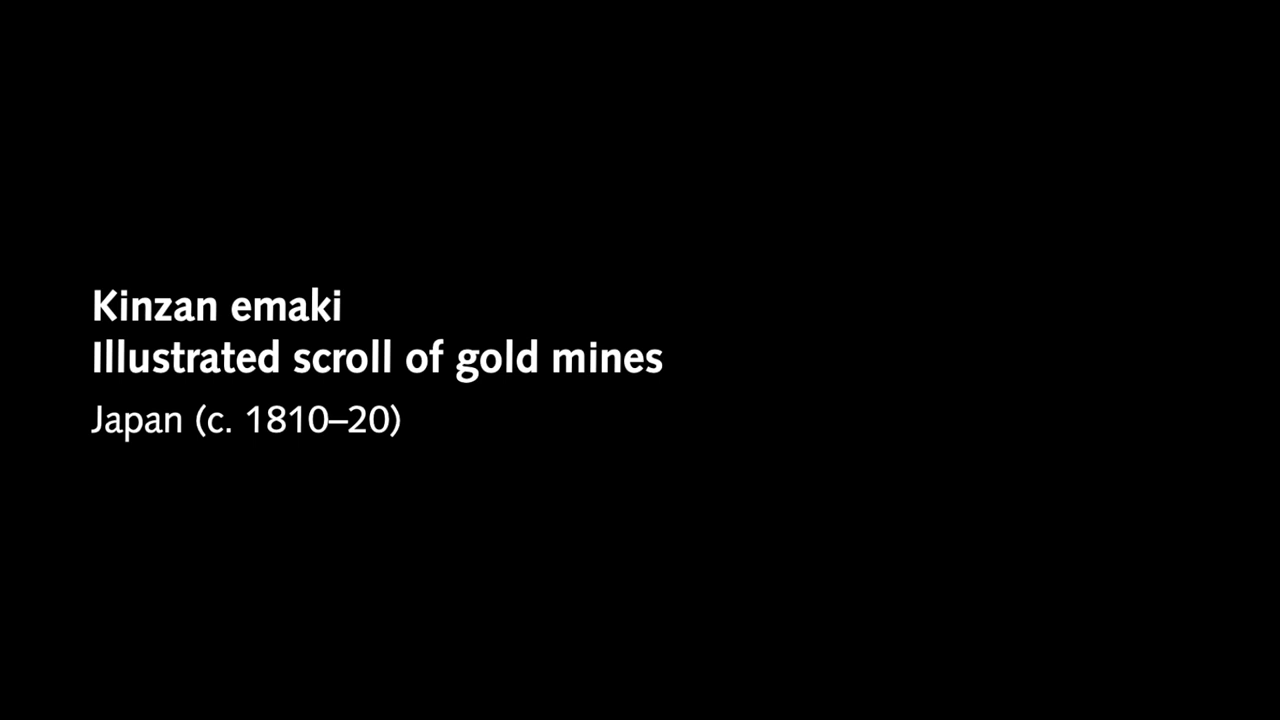 Kinzan emaki
Illustrated scroll of gold mines
Japan (c. 1810–20)